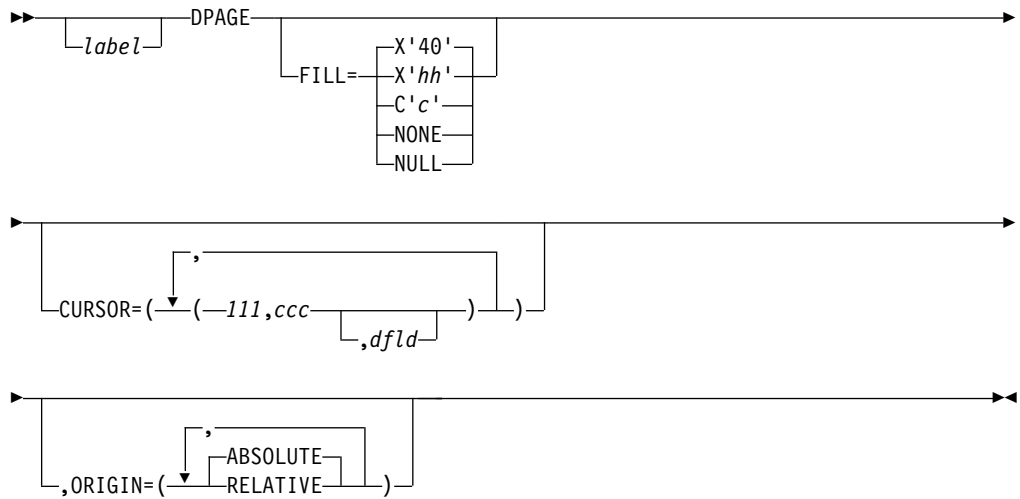 DPAGE
label
X'40'
FILL= X'hh'
C'c'
NONE
NULL
,
CURSOR=( ( 111,ccc ) )
,dfld
,
ABSOLUTE
,ORIGIN=( RELATIVE )